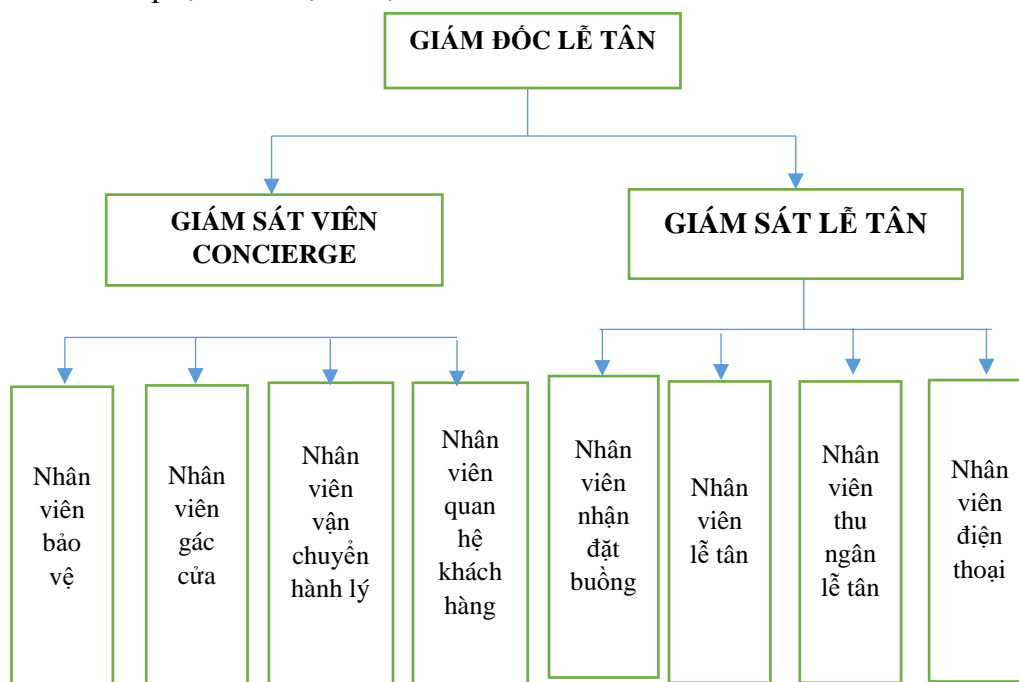 GIÁM ĐỐC LỄ TÂN
GIÁM SÁT VIÊN
CONCIERGE
GIÁM SÁT LỄ TÂN
Nhân
viên
bảo
vệ
Nhân
viên
gác
cửa
Nhân
viên
vận
chuyển
hành lý
Nhân
viên
quan
hệ
khách
hàng
Nhân
viên
nhận
đặt
buồng
Nhân
viên
lễ tân
Nhân
viên
thu
ngân
lễ tân
Nhân
viên
điện
thoại